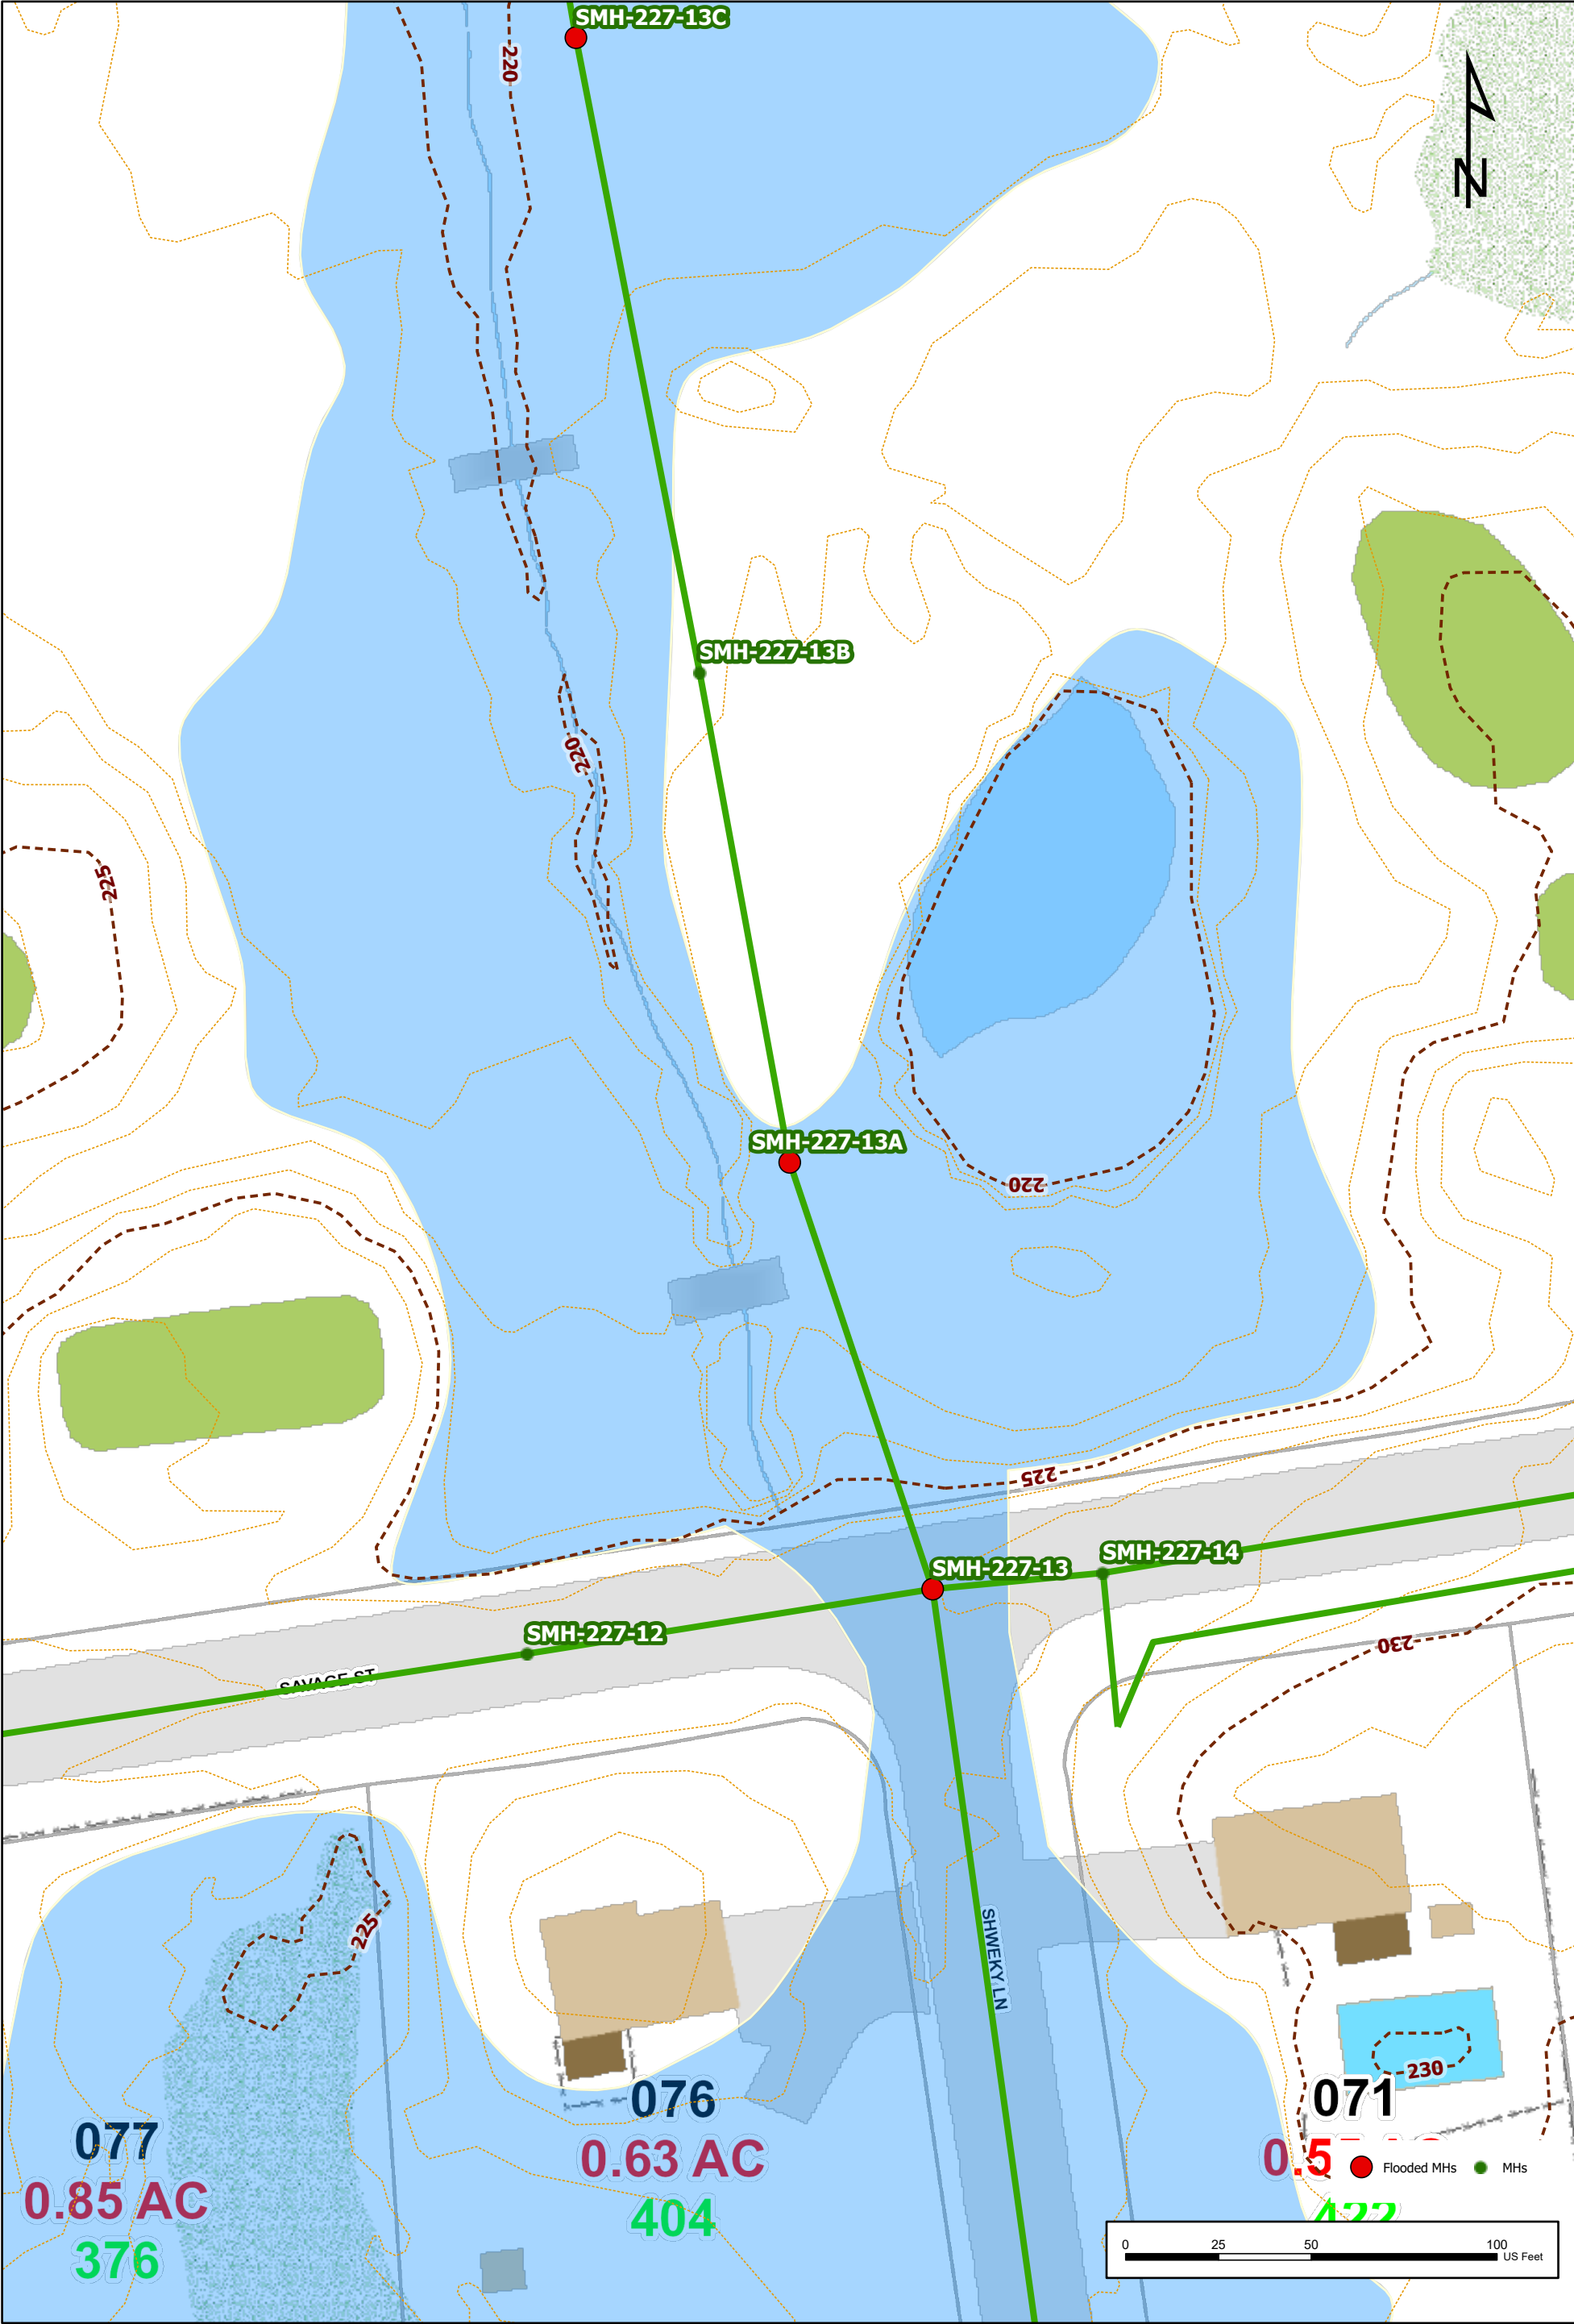 SMH-227-13C
220
N
SMH-227-13B
220
225
SMH-227-13A
220
225
SMH-227-14
SMH-227-13
SMH-227-12
230
SAVAGE ST
SHWEKY LN
225
230
076
071
077
0.63 AC
Flooded MHs
MHs
0.85 AC
404
422
376
0 25 50 100
US Feet